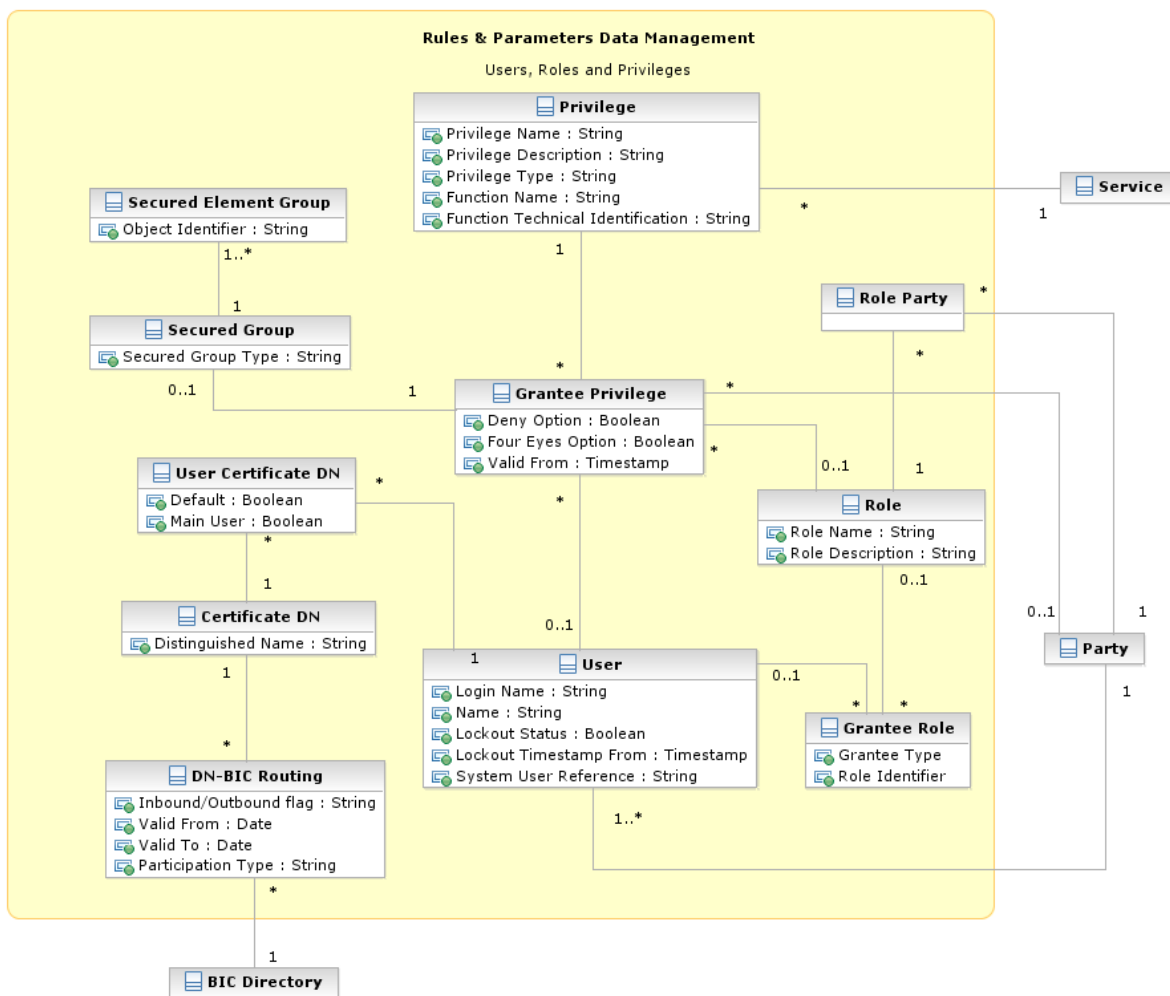 Rules & Parameters Data Management
Users, Roles and Privileges
Privilege
Privilege Name : String
Privilege Description : String
Privilege Type : String
Function Name : String
Function Technical Identification : String
*
1
Service
1
Secured Element Group
Object Identifier : String
1..*
1
Secured Group
Secured Group Type : String
0..1
1
Role Party
*
*
1
*
Grantee Privilege
Deny Option : Boolean
Four Eyes Option : Boolean
Valid From : Timestamp
*
*
0..1
*
0..1
Role
Role Name : String
Role Description : String
0..1
User Certificate DN
Default : Boolean
Main User : Boolean
*
*
1
Certificate DN
Distinguished Name : String
1
*
1
User
Login Name : String
Name : String
Lockout Status : Boolean
Lockout Timestamp From : Timestamp
System User Reference : String
0..1
*
*
Grantee Role
Grantee Type
Role Identifier
0..1
1
Party
1
1..*
DN-BIC Routing
Inbound/Outbound flag : String
Valid From : Date
Valid To : Date
Participation Type : String
*
1
BIC Directory